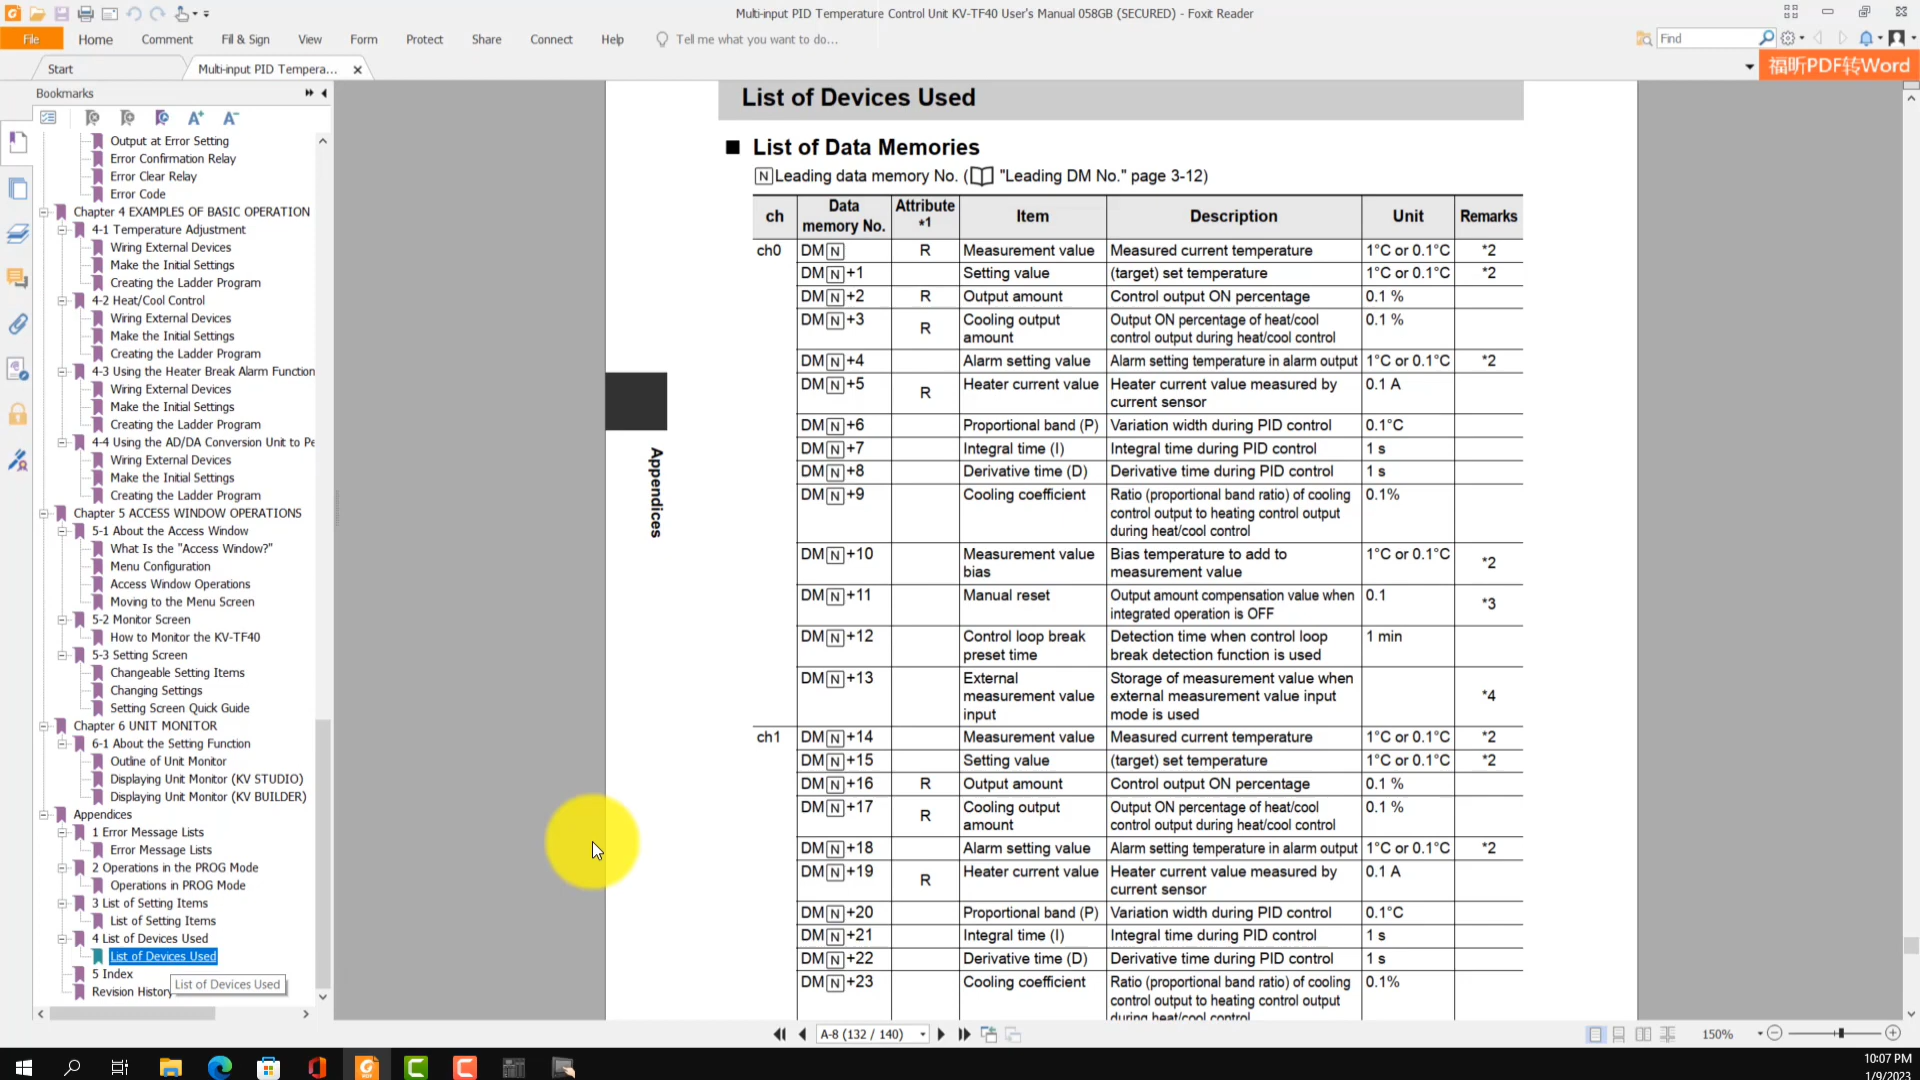 Multi-input PID Temperature Control Unit KV-TF40 User's Manual 058GB (SECURED) - Foxit Reader
File Home Comment Fill & Sign View Form Protect Share Connect Help Tell me what you want to do... Find
Start Multi-input PID Tempera... 福昕PDF转Word
Bookmarks
Output at Error Setting
Error Confirmation Relay
Error Clear Relay
Error Code
Chapter 4 EXAMPLES OF BASIC OPERATION
4-1 Temperature Adjustment
Wiring External Devices
Make the Initial Settings
Creating the Ladder Program
4-2 Heat/Cool Control
Wiring External Devices
Make the Initial Settings
Creating the Ladder Program
4-3 Using the Heater Break Alarm Function
Wiring External Devices
Make the Initial Settings
Creating the Ladder Program
4-4 Using the AD/DA Conversion Unit to Pe
Wiring External Devices
Make the Initial Settings
Creating the Ladder Program
Chapter 5 ACCESS WINDOW OPERATIONS
5-1 About the Access Window
What Is the "Access Window?"
Menu Configuration
Access Window Operations
Moving to the Menu Screen
5-2 Monitor Screen
How to Monitor the KV-TF40
5-3 Setting Screen
Changeable Setting Items
Changing Settings
Setting Screen Quick Guide
Chapter 6 UNIT MONITOR
6-1 About the Setting Function
Outline of Unit Monitor
Displaying Unit Monitor (KV STUDIO)
Displaying Unit Monitor (KV BUILDER)
Appendices
1 Error Message Lists
Error Message Lists
2 Operations in the PROG Mode
Operations in PROG Mode
3 List of Setting Items
List of Setting Items
4 List of Devices Used
List of Devices Used
5 Index
List of Devices Used
Revision History
List of Devices Used
■ List of Data Memories
N Leading data memory No. ( "Leading DM No." page 3-12)
ch Data memory No. Attribute *1 Item Description Unit Remarks
ch0 DM N R Measurement value Measured current temperature 1°C or 0.1°C *2
DM N +1 Setting value (target) set temperature 1°C or 0.1°C *2
DM N +2 R Output amount Control output ON percentage 0.1 %
DM N +3 R Cooling output amount Output ON percentage of heat/cool control output during heat/cool control 0.1 %
DM N +4 Alarm setting value Alarm setting temperature in alarm output 1°C or 0.1°C *2
DM N +5 R Heater current value Heater current value measured by current sensor 0.1 A
DM N +6 Proportional band (P) Variation width during PID control 0.1°C
DM N +7 Integral time (I) Integral time during PID control 1 s
DM N +8 Derivative time (D) Derivative time during PID control 1 s
DM N +9 Cooling coefficient Ratio (proportional band ratio) of cooling control output to heating control output during heat/cool control 0.1%
DM N +10 Measurement value bias Bias temperature to add to measurement value 1°C or 0.1°C *2
DM N +11 Manual reset Output amount compensation value when integrated operation is OFF 0.1 *3
DM N +12 Control loop break preset time Detection time when control loop break detection function is used 1 min
DM N +13 External measurement value input Storage of measurement value when external measurement value input mode is used *4
ch1 DM N +14 Measurement value Measured current temperature 1°C or 0.1°C *2
DM N +15 Setting value (target) set temperature 1°C or 0.1°C *2
DM N +16 R Output amount Control output ON percentage 0.1 %
DM N +17 R Cooling output amount Output ON percentage of heat/cool control output during heat/cool control 0.1 %
DM N +18 Alarm setting value Alarm setting temperature in alarm output 1°C or 0.1°C *2
DM N +19 R Heater current value Heater current value measured by current sensor 0.1 A
DM N +20 Proportional band (P) Variation width during PID control 0.1°C
DM N +21 Integral time (I) Integral time during PID control 1 s
DM N +22 Derivative time (D) Derivative time during PID control 1 s
DM N +23 Cooling coefficient Ratio (proportional band ratio) of cooling control output to heating control output during heat/cool control 0.1%
Appendices
A-8 (132 / 140) 150%
10:07 PM
1/9/2023